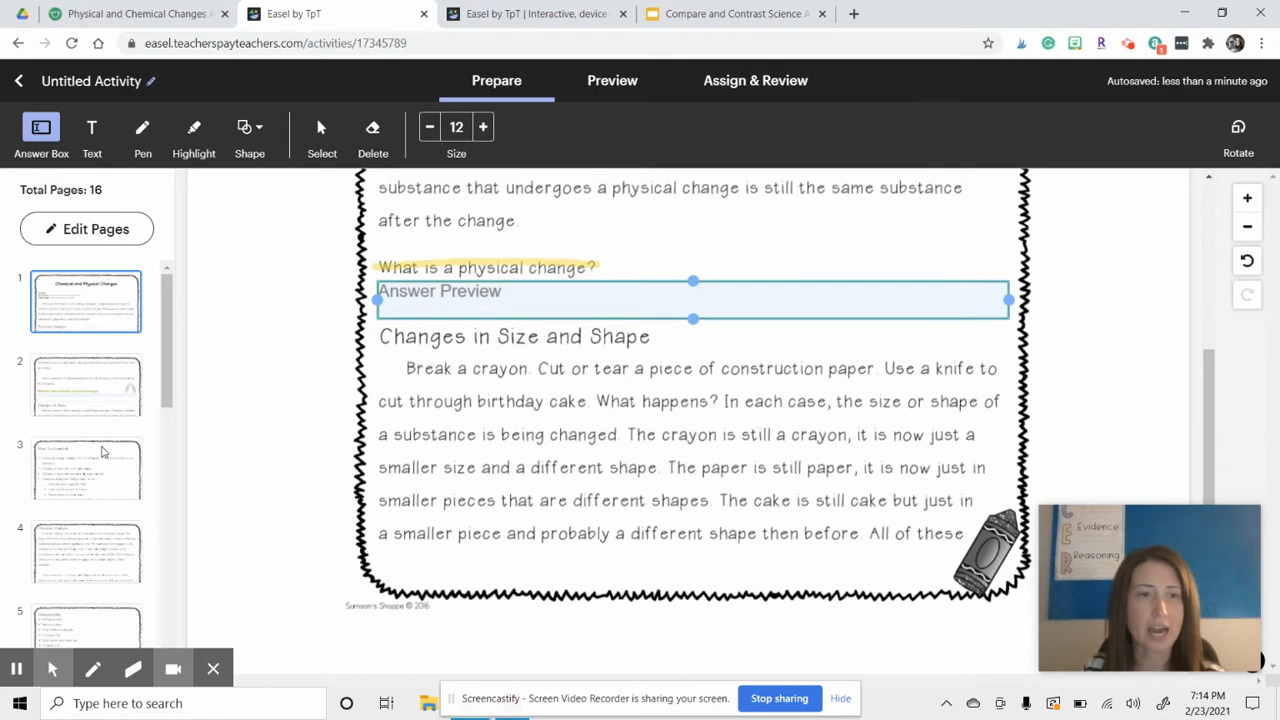 Physical and Chemical Changes A
Easel by TpT
Easel by TpT | Interactive, device-
Compare and Contrast Science A
easel.teacherspayteachers.com/activities/17345789
1
Untitled Activity
Prepare
Preview
Assign & Review
Autosaved: less than a minute ago
Answer Box
Text
Pen
Highlight
Shape
Select
Delete
12
Size
Rotate
Total Pages: 16
Edit Pages
1
Chemical and Physical Changes
2
3
4
5
substance that undergoes a physical change is still the same substance
after the change.
What is a physical change?
Answer Preview
Changes in Size and Shape
Break a crayon. Cut or tear a piece of construction paper. Use a knife to
cut through birthday cake. What happens? In each case, the size or shape of
a substance is being changed. The crayon is still a crayon, it is now just a
smaller size and different shape. The paper is still paper, it is now just in
smaller pieces that are different shapes. The cake is still cake but just in
a smaller piece and probably a different shape then before. All of these
Samson's Shoppe © 2016
Evidence
Reasoning
C
E
R
Type here to search
Screencastify - Screen Video Recorder is sharing your screen.
Stop sharing
Hide
7:14 PM
2/23/2021